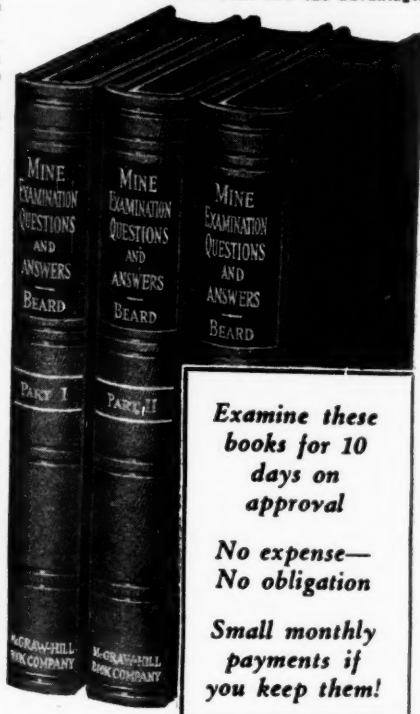 MINE
EXAMINATION
QUESTIONS
AND
ANSWERS
BEARD
PART I
McGRAW-HILL
BOOK COMPANY
MINE
EXAMINATION
QUESTIONS
AND
ANSWERS
BEARD
PART II
McGRAW-HILL
BOOK COMPANY
MINE
EXAMINATION
QUESTIONS
AND
ANSWERS
BEARD
Examine these
books for 10
days on
approval
No expense—
No obligation
Small monthly
payments if
you keep them!